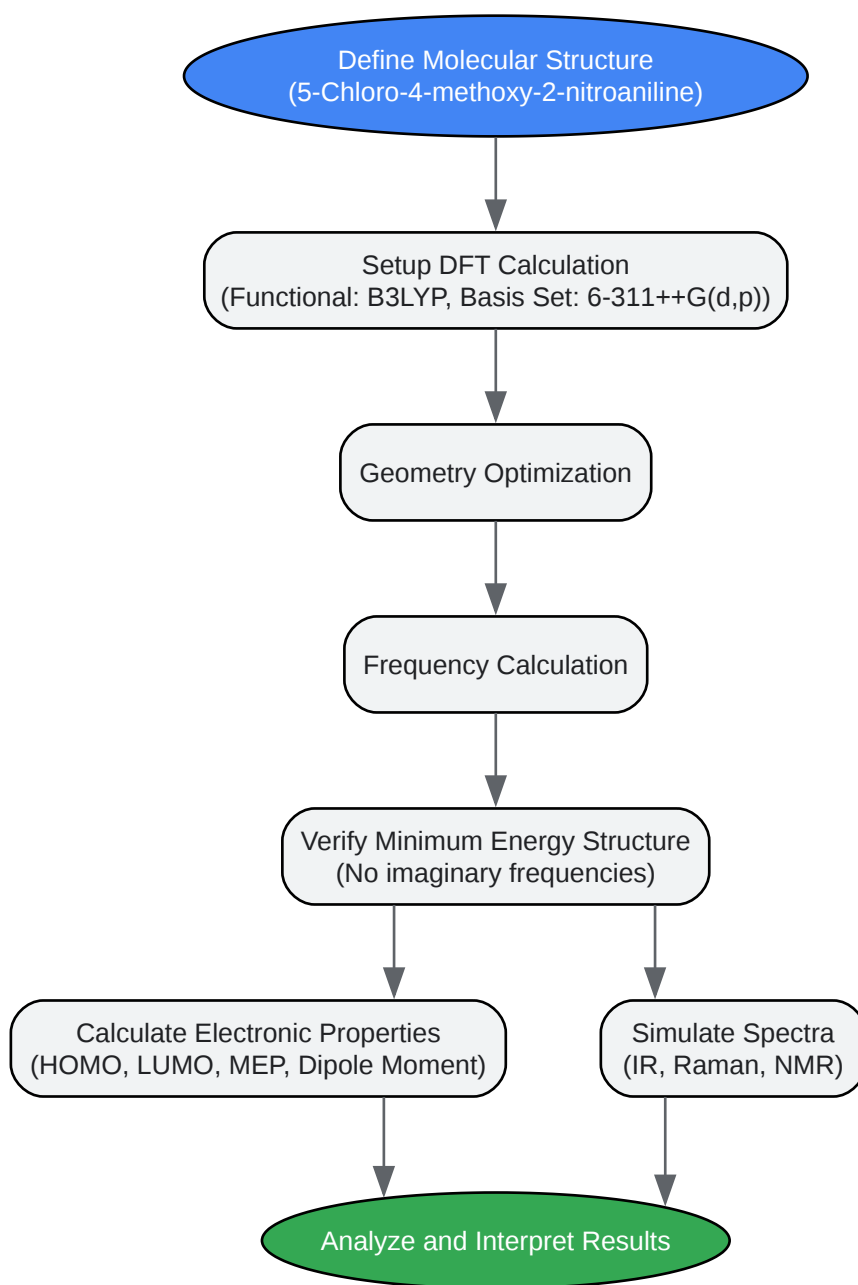 Define Molecular Structure
(5-Chloro-4-methoxy-2-nitroaniline)
Setup DFT Calculation
(Functional: B3LYP, Basis Set: 6-311++G(d,p))
Geometry Optimization
Frequency Calculation
Verify Minimum Energy Structure
(No imaginary frequencies)
Calculate Electronic Properties
(HOMO, LUMO, MEP, Dipole Moment)
Simulate Spectra
(IR, Raman, NMR)
Analyze and Interpret Results